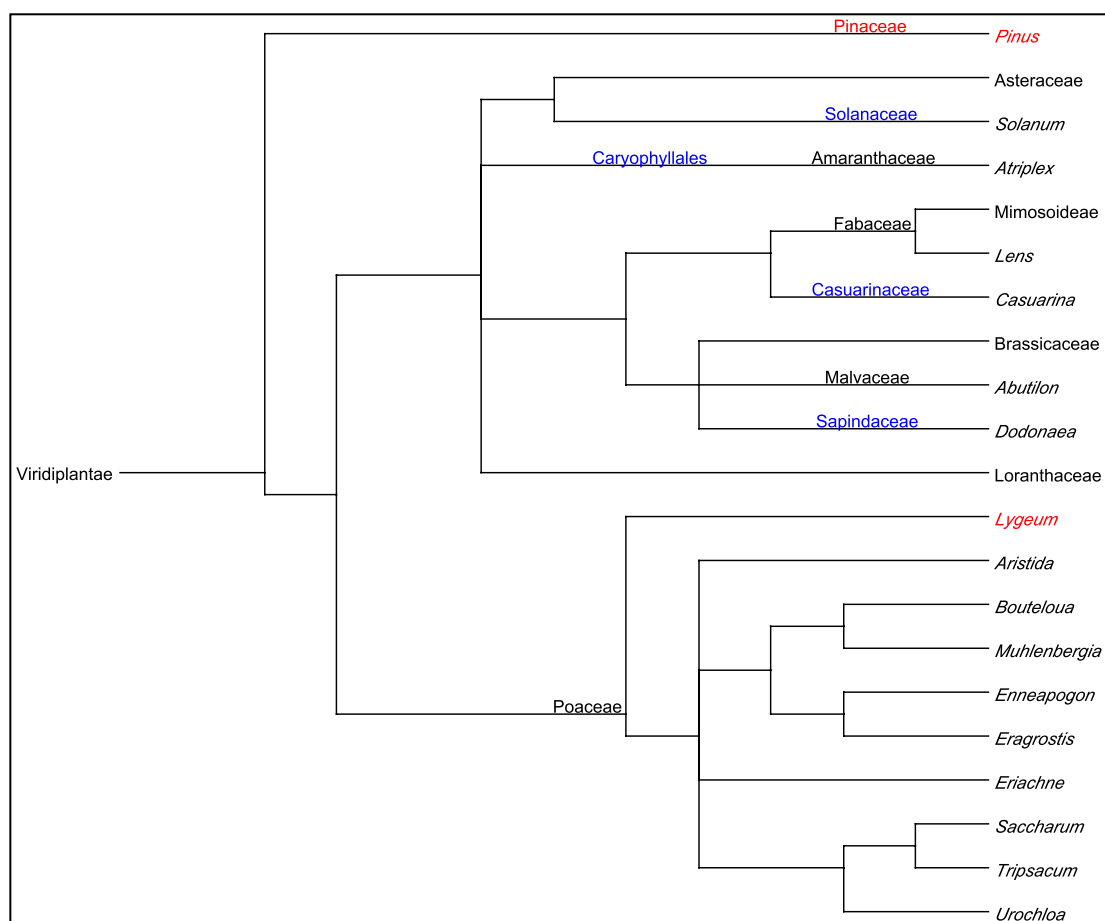 Pinaceae
Pinus
Asteraceae
Solanaceae
Solanum
Caryophyllales
Amaranthaceae
Atriplex
Mimosoideae
Fabaceae
Lens
Casuarinaceae
Casuarina
Brassicaceae
Malvaceae
Abutilon
Sapindaceae
Dodonaea
Viridiplantae
Loranthaceae
Lygeum
Aristida
Bouteloua
Muhlenbergia
Enneapogon
Poaceae
Eragrostis
Eriachne
Saccharum
Tripsacum
Urochloa